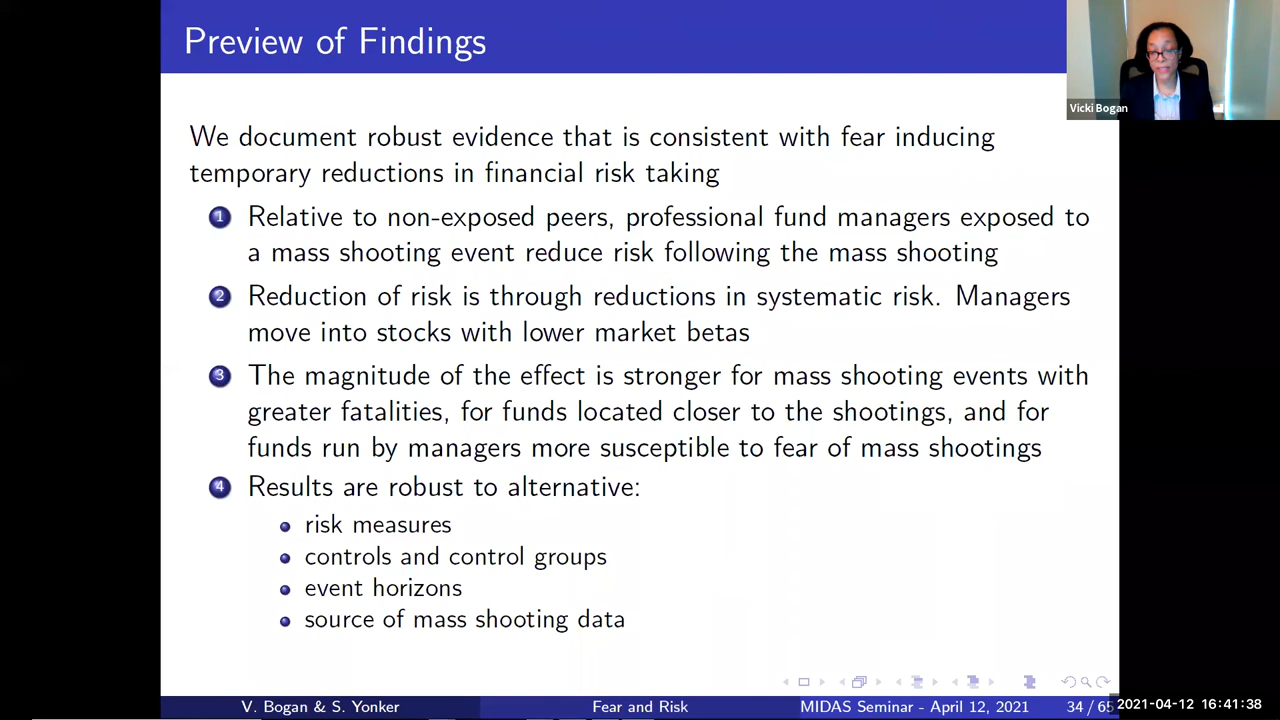 Preview of Findings
Vicki Bogan
We document robust evidence that is consistent with fear inducing
temporary reductions in financial risk taking
1 Relative to non-exposed peers, professional fund managers exposed to
a mass shooting event reduce risk following the mass shooting
2 Reduction of risk is through reductions in systematic risk. Managers
move into stocks with lower market betas
3 The magnitude of the effect is stronger for mass shooting events with
greater fatalities, for funds located closer to the shootings, and for
funds run by managers more susceptible to fear of mass shootings
4 Results are robust to alternative:
risk measures
controls and control groups
event horizons
source of mass shooting data
V. Bogan & S. Yonker Fear and Risk MIDAS Seminar - April 12, 2021 34 / 65 2021-04-12 16:41:38